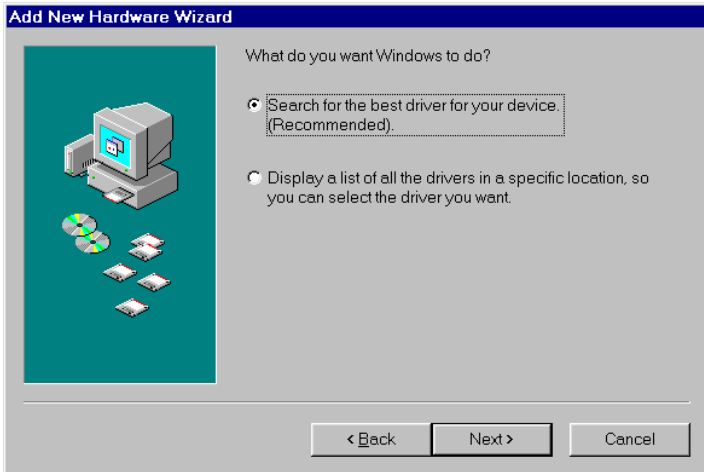 Add New Hardware Wizard
What do you want Windows to do?
Search for the best driver for your device.
(Recommended).
Display a list of all the drivers in a specific location, so
you can select the driver you want.
< Back
Next >
Cancel